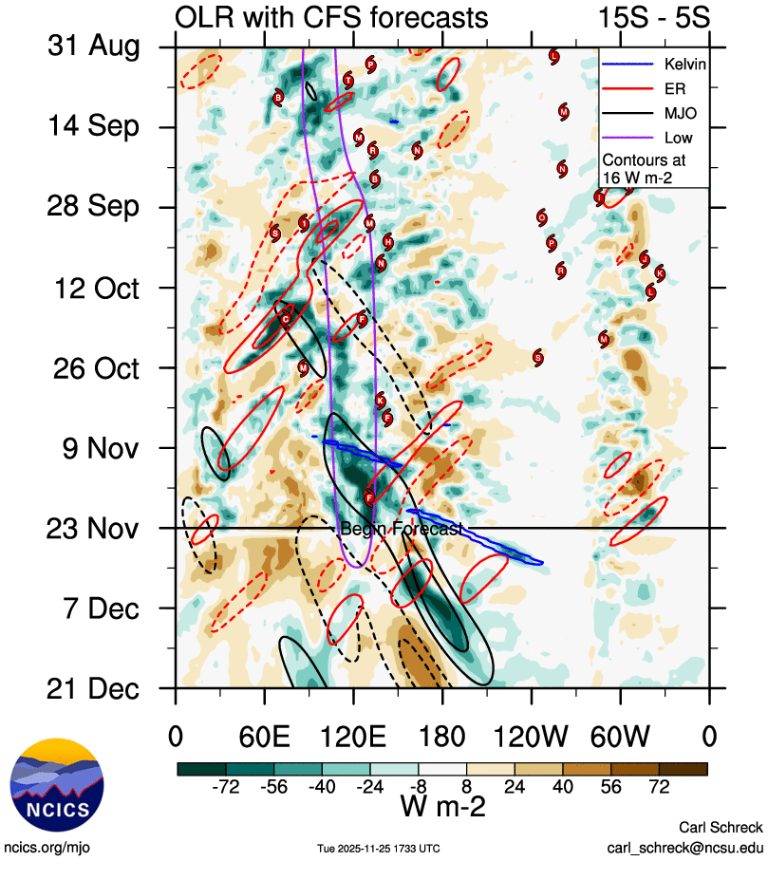 OLR with CFS forecasts 15S - 5S
31 Aug
14 Sep
28 Sep
12 Oct
26 Oct
9 Nov
23 Nov
7 Dec
21 Dec
Kelvin
ER
MJO
Low
Contours at
16 W m-2
P
L
T
B
M
M
R
N
N
B
T
S
1
M
O
H
P
N
J
R
K
L
C
F
M
S
M
K
F
F
Begin Forecast
0 60E 120E 180 120W 60W 0
-72 -56 -40 -24 -8 8 24 40 56 72
W m-2
NCICS
ncics.org/mjo
Tue 2025-11-25 1733 UTC
Carl Schreck
carl_schreck@ncsu.edu